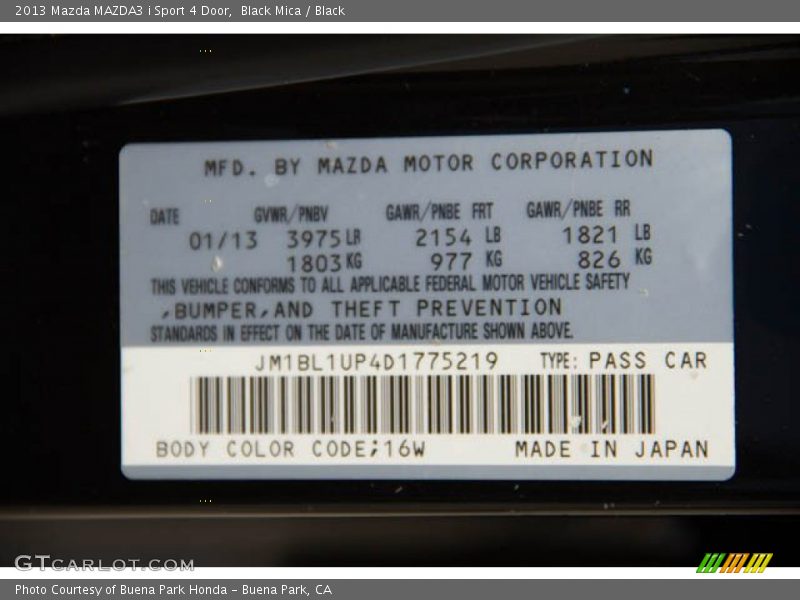 2013 Mazda MAZDA3 i Sport 4 Door,  Black Mica / Black
MFD. BY MAZDA MOTOR CORPORATION
DATE GVWR/PNBV GAWR/PNBE FRT GAWR/PNBE RR
01/13 3975 LB 2154 LB 1821 LB
1803 KG 977 KG 826 KG
THIS VEHICLE CONFORMS TO ALL APPLICABLE FEDERAL MOTOR VEHICLE SAFETY
,BUMPER,AND THEFT PREVENTION
STANDARDS IN EFFECT ON THE DATE OF MANUFACTURE SHOWN ABOVE.
JM1BL1UP4D1775219 TYPE: PASS CAR
BODY COLOR CODE;16W MADE IN JAPAN
GTCARLOT.COM
Photo Courtesy of Buena Park Honda - Buena Park, CA